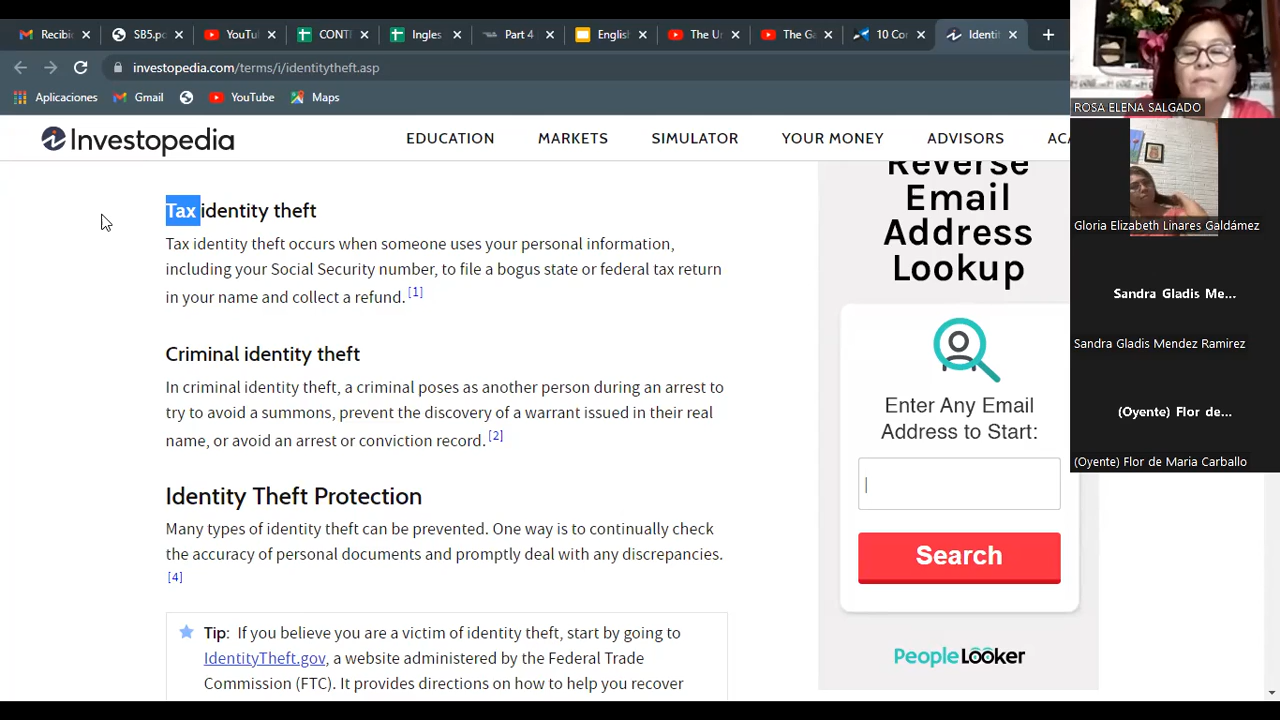 Recibi
SB5.pd
YouTu
CONT
Ingles
Part 4
English
The Ur
The Ga
10 Cor
Identi
investopedia.com/terms/i/identitytheft.asp
Aplicaciones
Gmail
YouTube
Maps
Investopedia
EDUCATION
MARKETS
SIMULATOR
YOUR MONEY
ADVISORS
ACA
Tax identity theft
Tax identity theft occurs when someone uses your personal information,
including your Social Security number, to file a bogus state or federal tax return
in your name and collect a refund. [1]
Criminal identity theft
In criminal identity theft, a criminal poses as another person during an arrest to
try to avoid a summons, prevent the discovery of a warrant issued in their real
name, or avoid an arrest or conviction record. [2]
Identity Theft Protection
Many types of identity theft can be prevented. One way is to continually check
the accuracy of personal documents and promptly deal with any discrepancies.
[4]
Tip: If you believe you are a victim of identity theft, start by going to
IdentityTheft.gov, a website administered by the Federal Trade
Commission (FTC). It provides directions on how to help you recover
Reverse
Email
Address
Lookup
Enter Any Email
Address to Start:
Search
PeopleLooker
ROSA ELENA SALGADO
Gloria Elizabeth Linares Galdámez
Sandra Gladis Me...
Sandra Gladis Mendez Ramirez
(Oyente) Flor de...
(Oyente) Flor de Maria Carballo